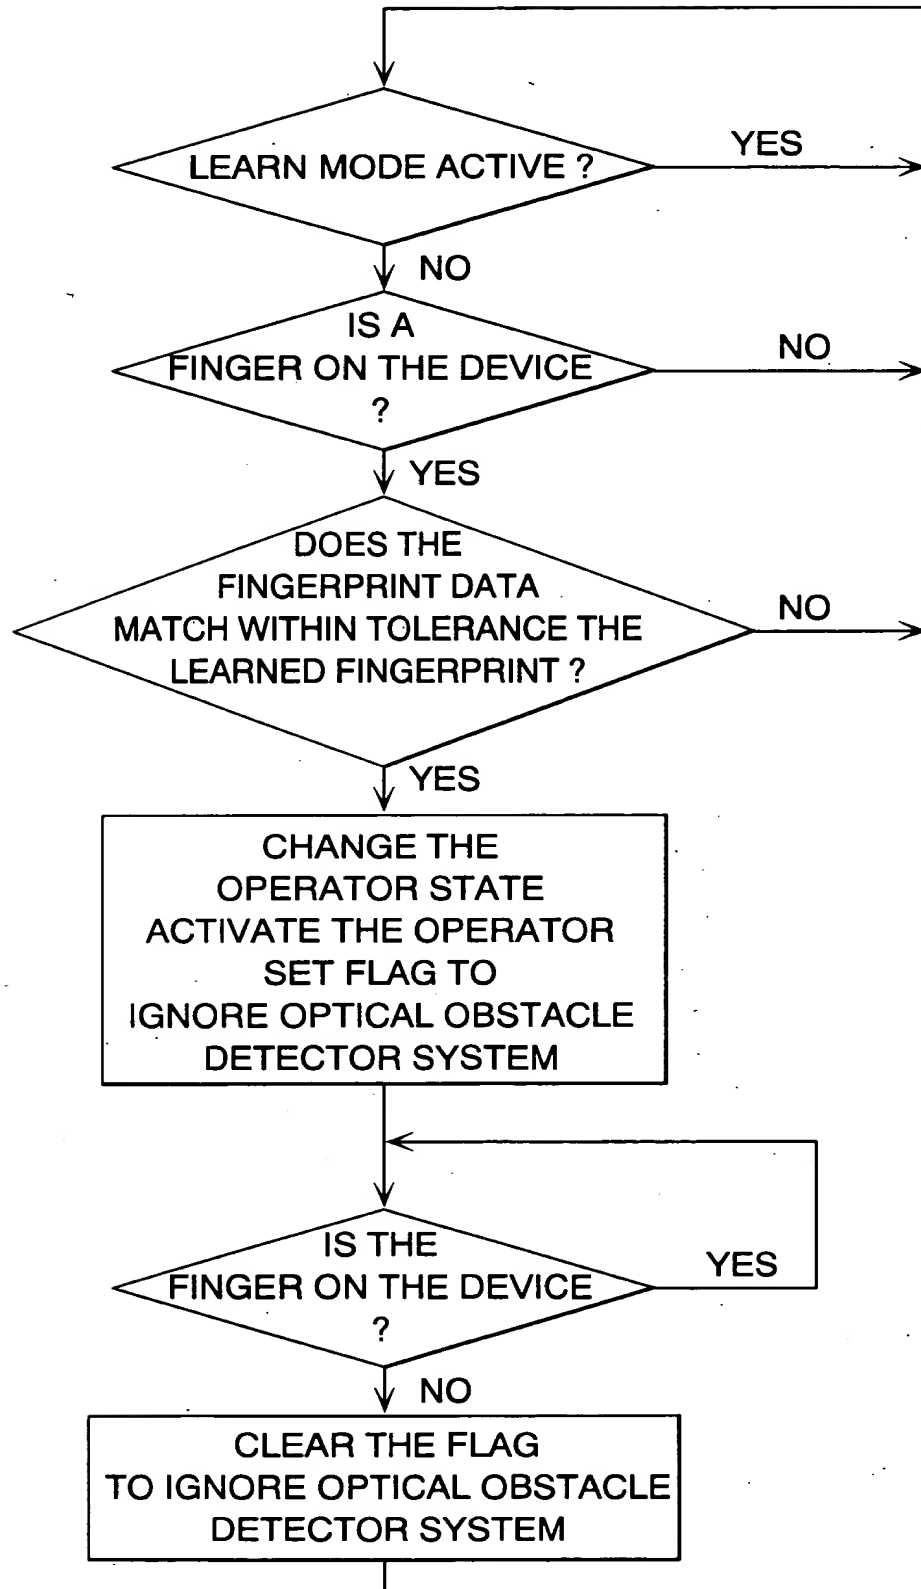 LEARN MODE ACTIVE ?
YES
NO
IS A
FINGER ON THE DEVICE
?
NO
YES
DOES THE
FINGERPRINT DATA
MATCH WITHIN TOLERANCE THE
LEARNED FINGERPRINT ?
NO
YES
CHANGE THE
OPERATOR STATE
ACTIVATE THE OPERATOR
SET FLAG TO
IGNORE OPTICAL OBSTACLE
DETECTOR SYSTEM
IS THE
FINGER ON THE DEVICE
?
YES
NO
CLEAR THE FLAG
TO IGNORE OPTICAL OBSTACLE
DETECTOR SYSTEM